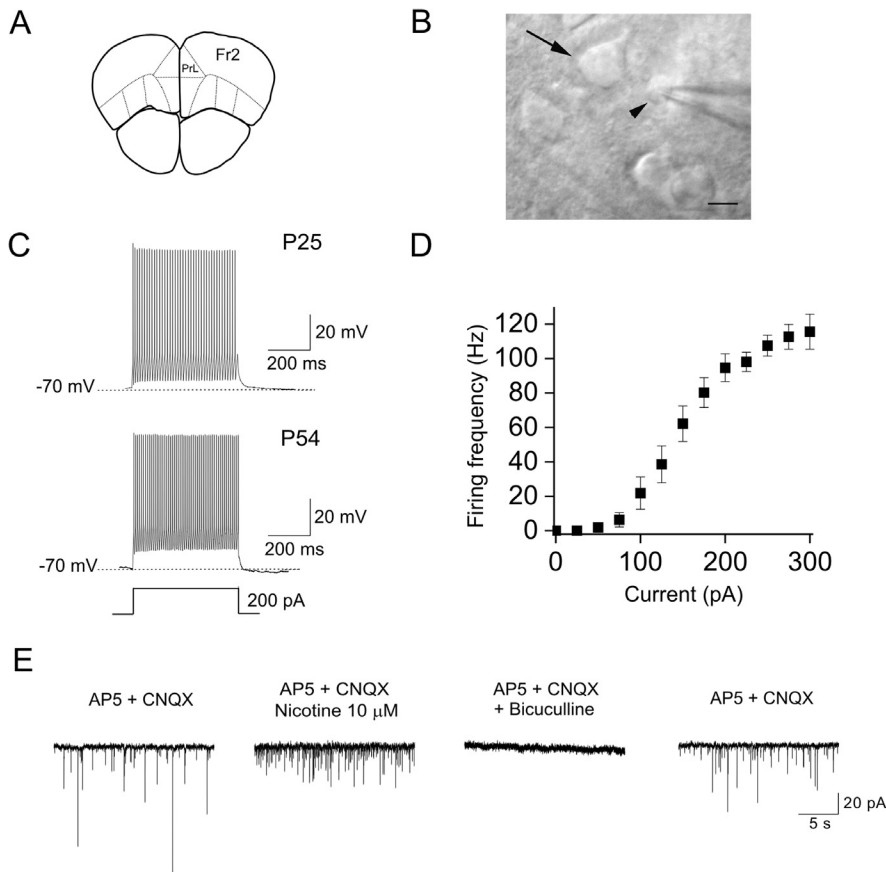 A
Fr2
PrL
B
C
P25
20 mV
200 ms
-70 mV
P54
20 mV
200 ms
-70 mV
200 pA
D
Firing frequency (Hz)
120
100
80
60
40
20
0
0 100 200 300
Current (pA)
E
AP5 + CNQX
AP5 + CNQX
Nicotine 10 μM
AP5 + CNQX
+ Bicuculline
AP5 + CNQX
20 pA
5 s